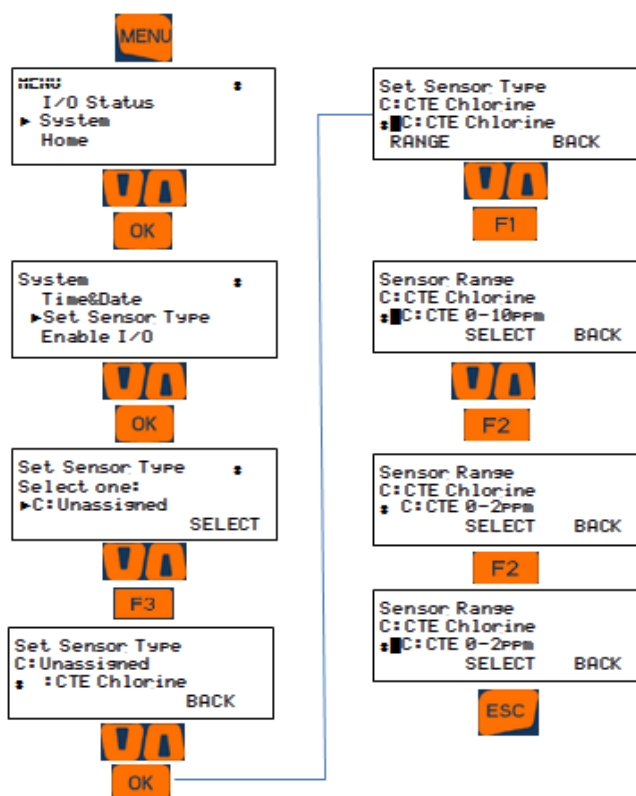 MENU
MENU
I/O Status
System
Home
OK
System
Time&Date
Set Sensor Type
Enable I/O
OK
Set Sensor Type
Select one:
C:Unassigned
SELECT
F3
Set Sensor Type
C:Unassigned
:CTE Chlorine
BACK
OK
Set Sensor Type
C:CTE Chlorine
C:CTE Chlorine
RANGE BACK
F1
Sensor Range
C:CTE Chlorine
C:CTE 0-10ppm
SELECT BACK
F2
Sensor Range
C:CTE Chlorine
C:CTE 0-2ppm
SELECT BACK
F2
Sensor Range
C:CTE Chlorine
C:CTE 0-2ppm
SELECT BACK
ESC